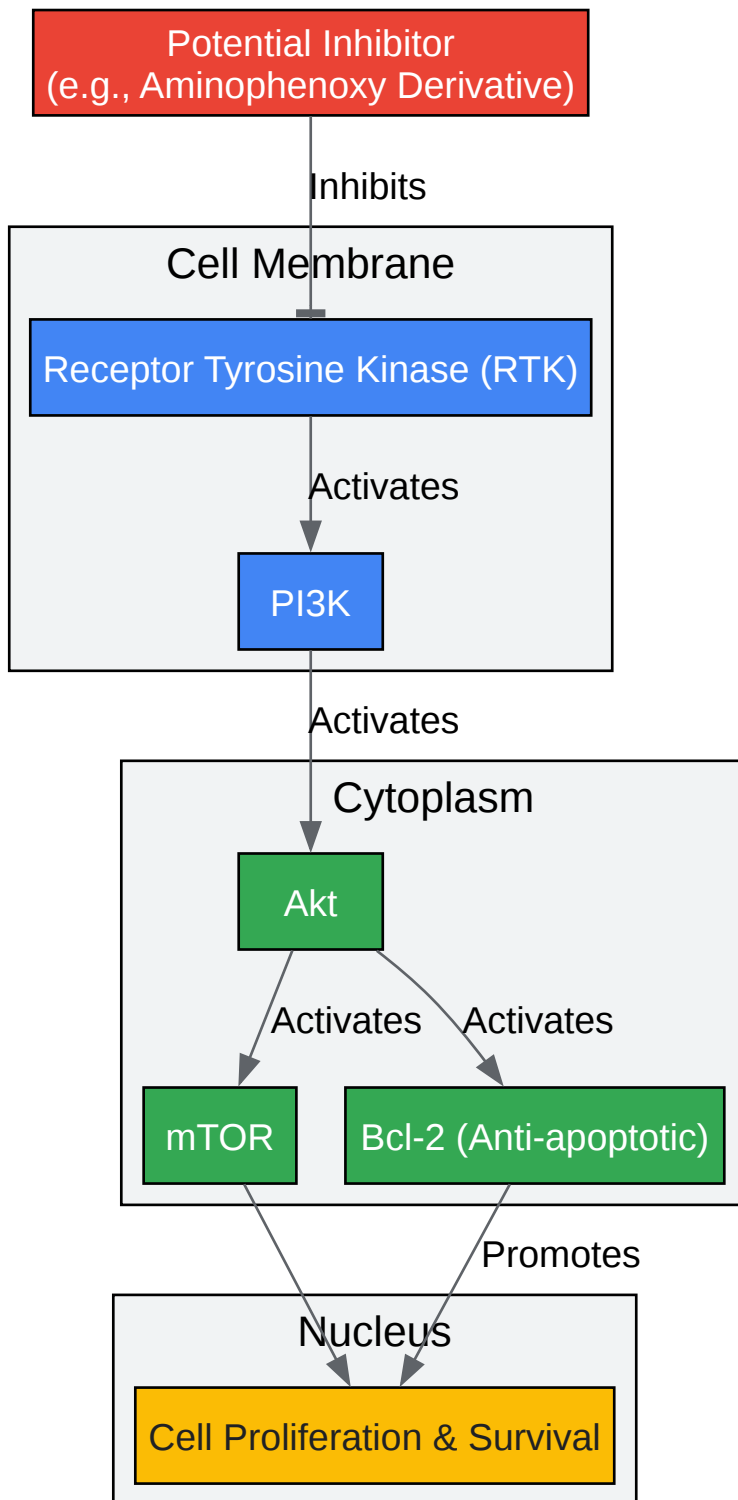 Potential Inhibitor
(e.g., Aminophenoxy Derivative)
Inhibits
Cell Membrane
Receptor Tyrosine Kinase (RTK)
Activates
PI3K
Activates
Cytoplasm
Akt
Activates
Activates
mTOR
Bcl-2 (Anti-apoptotic)
Promotes
Nucleus
Cell Proliferation & Survival